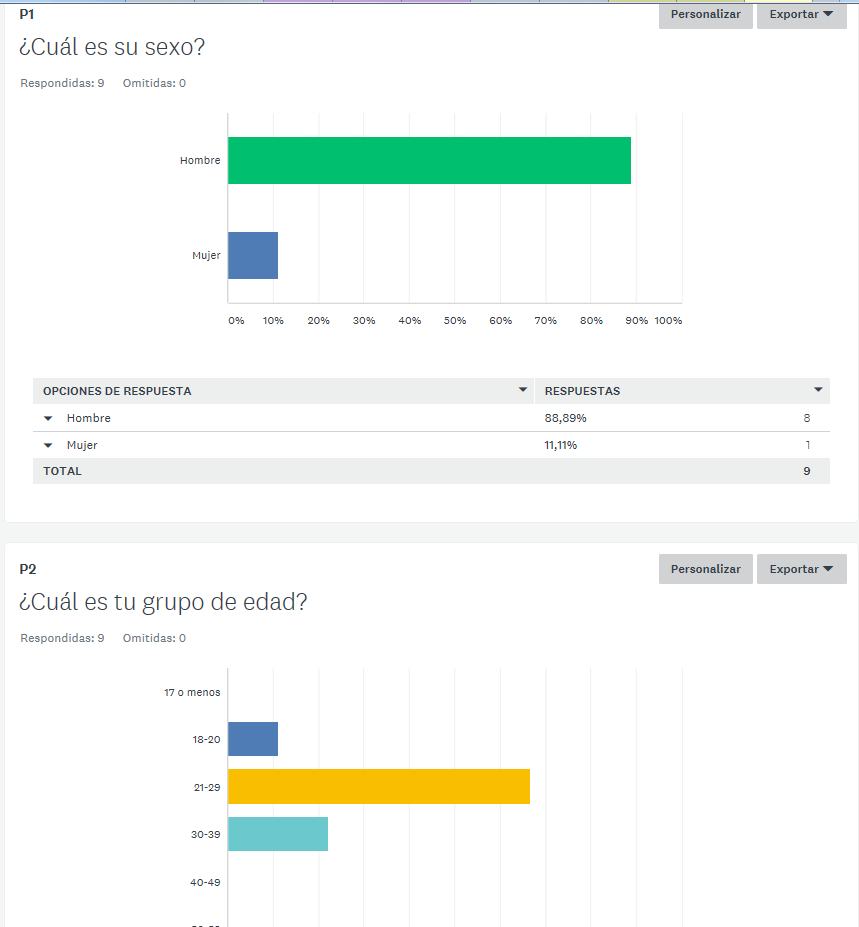 P1
Personalizar
Exportar
¿Cuál es su sexo?
Respondidas: 9 Omitidas: 0
Hombre
Mujer
0% 10% 20% 30% 40% 50% 60% 70% 80% 90% 100%
OPCIONES DE RESPUESTA RESPUESTAS
Hombre 88,89% 8
Mujer 11,11% 1
TOTAL 9
P2
Personalizar
Exportar
¿Cuál es tu grupo de edad?
Respondidas: 9 Omitidas: 0
17 o menos
18-20
21-29
30-39
40-49